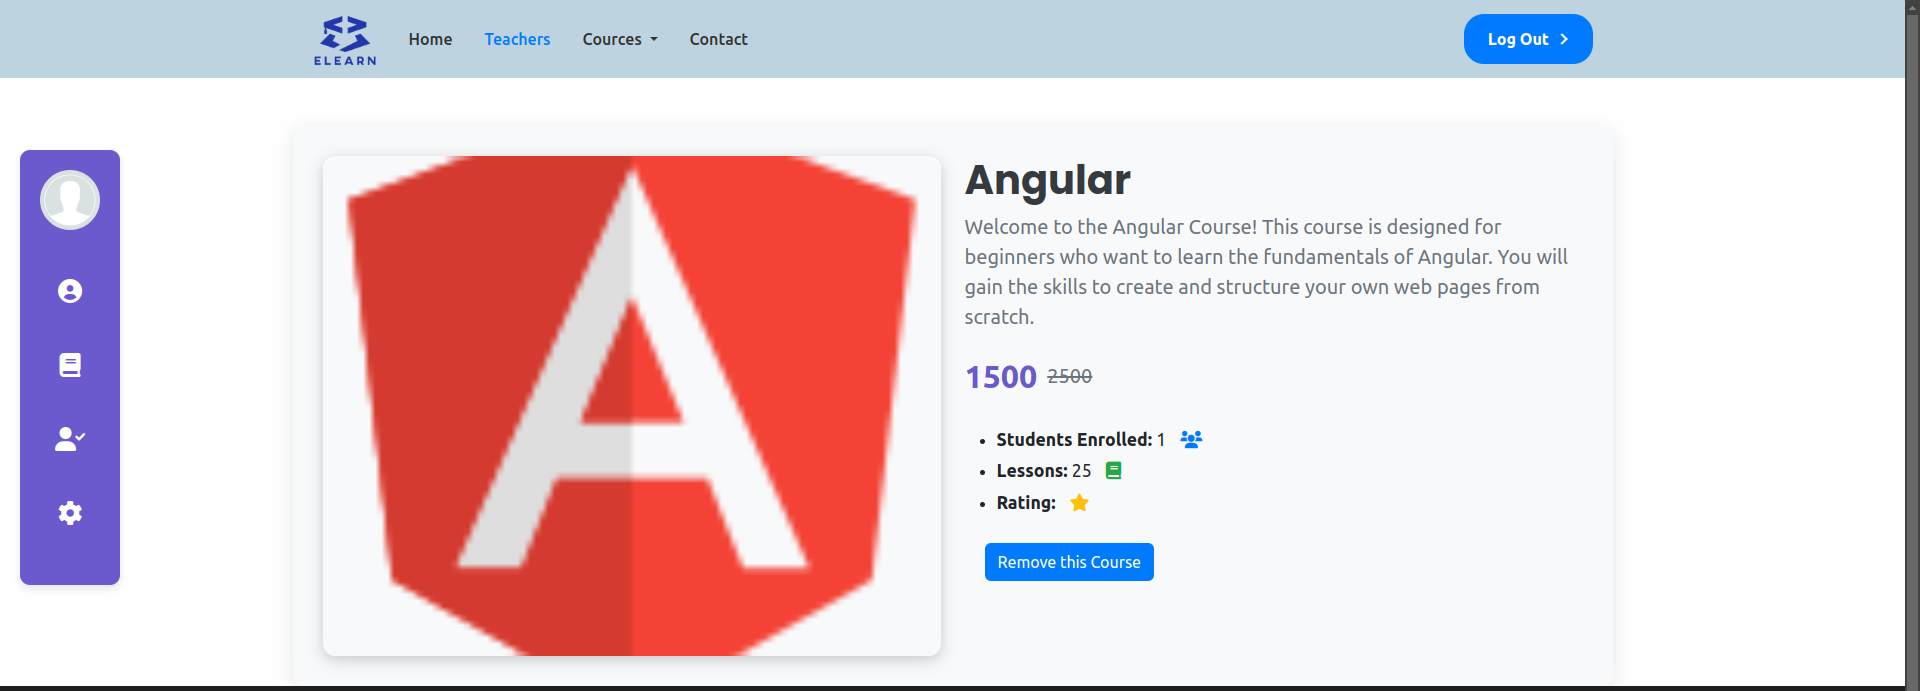 ELEARN
Home Teachers Cources Contact
Log Out
Angular
Welcome to the Angular Course! This course is designed for
beginners who want to learn the fundamentals of Angular. You will
gain the skills to create and structure your own web pages from
scratch.
1500 2500
Students Enrolled: 1
Lessons: 25
Rating:
Remove this Course